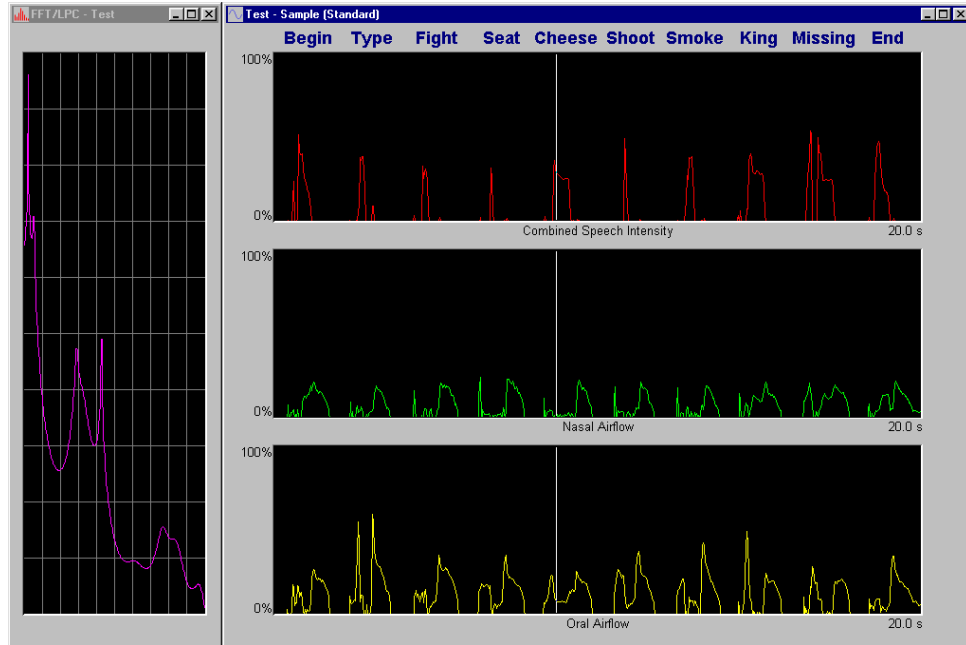 FFT/LPC - Test
Test - Sample (Standard)
Begin Type Fight Seat Cheese Shoot Smoke King Missing End
100%
0%
Combined Speech Intensity 20.0 s
100%
0%
Nasal Airflow 20.0 s
100%
0%
Oral Airflow 20.0 s